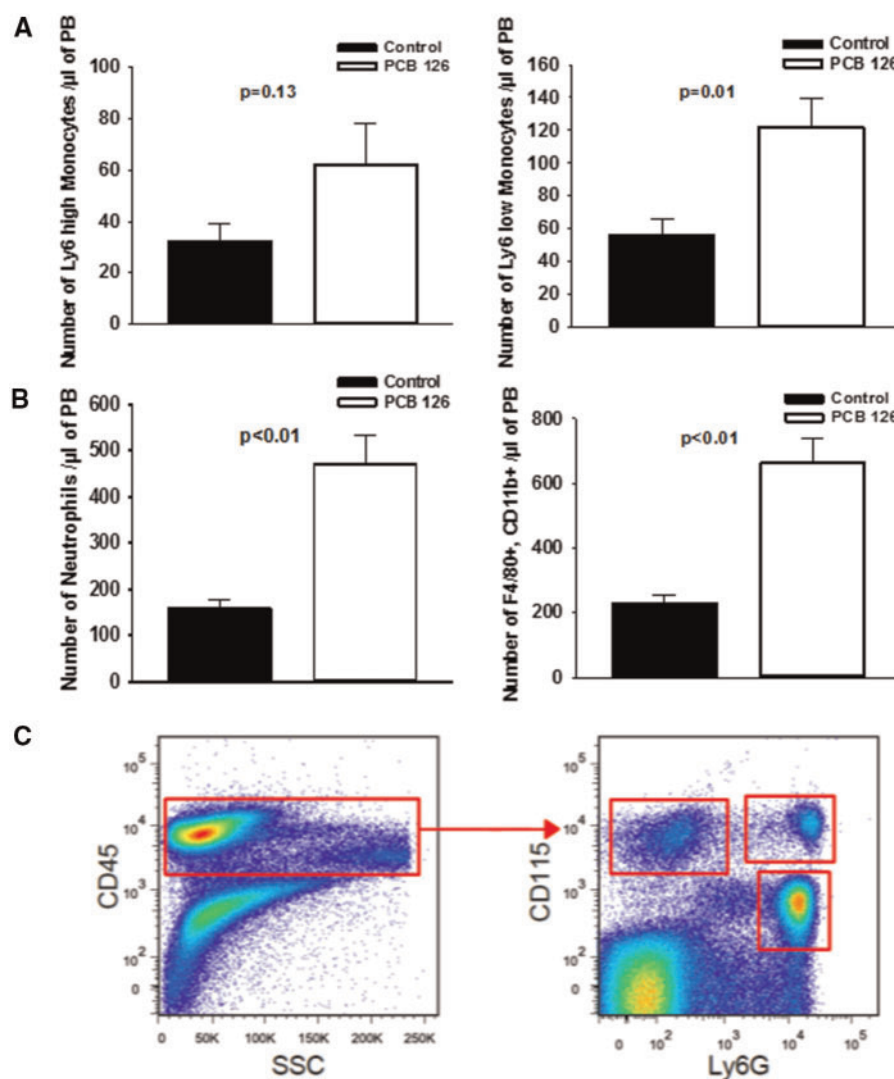 A
Number of Ly6 high Monocytes /µl of PB
100
80
60
40
20
0
Control
PCB 126
p=0.13
Number of Ly6 low Monocytes /µl of PB
160
140
120
100
80
60
40
20
0
Control
PCB 126
p=0.01
B
Number of Neutrophils /µl of PB
600
500
400
300
200
100
0
Control
PCB 126
p<0.01
Number of F4/80+, CD11b+ /µl of PB
800
600
400
200
0
Control
PCB 126
p<0.01
C
CD45
10⁵
10⁴
10³
10²
0
0 50K 100K 150K 200K 250K
SSC
CD115
10⁵
10⁴
10³
10²
0
0 10² 10³ 10⁴ 10⁵
Ly6G